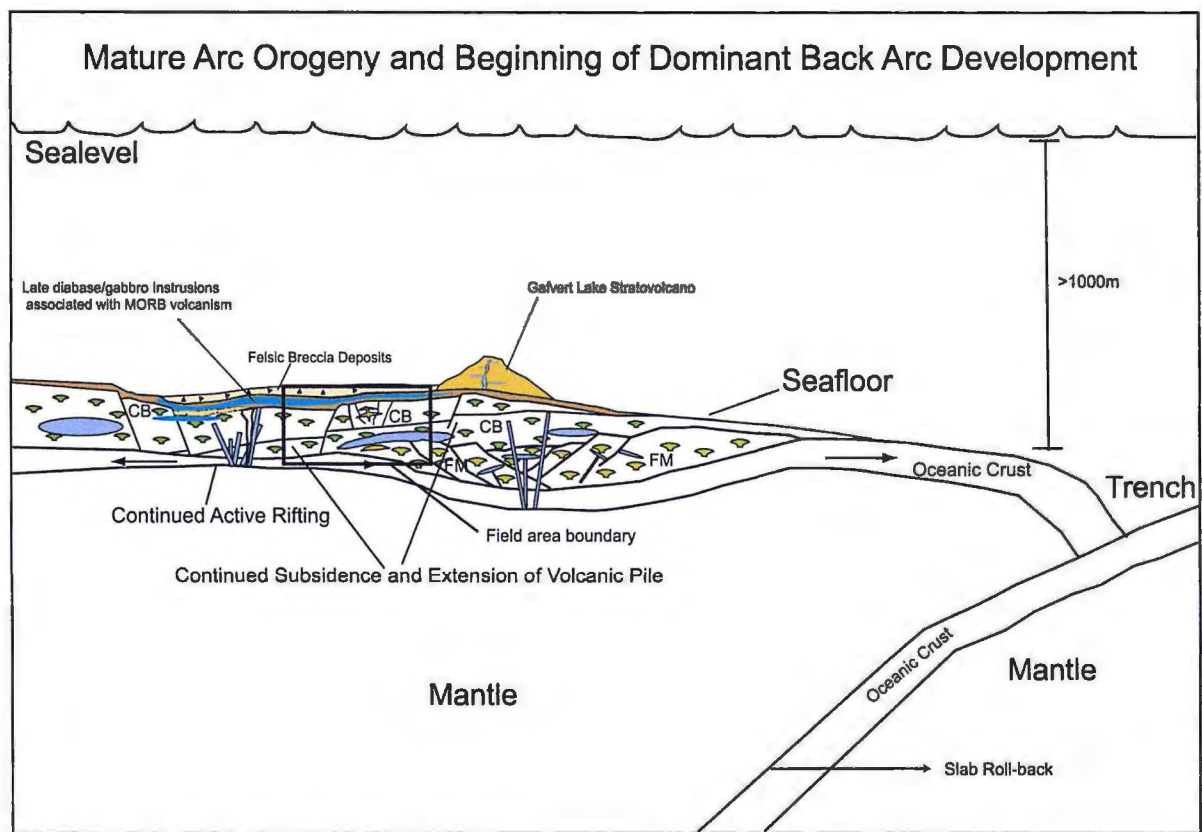 Mature Arc Orogeny and Beginning of Dominant Back Arc Development
Sealevel
>1000m
Late diabase/gabbro Instrusions
associated with MORB volcanism
Galvert Lake Stratovolcano
Felsic Breccia Deposits
Seafloor
CB
CB
CB
FM
FM
Oceanic Crust
Trench
Continued Active Rifting
Field area boundary
Continued Subsidence and Extension of Volcanic Pile
Oceanic Crust
Mantle
Mantle
Slab Roll-back